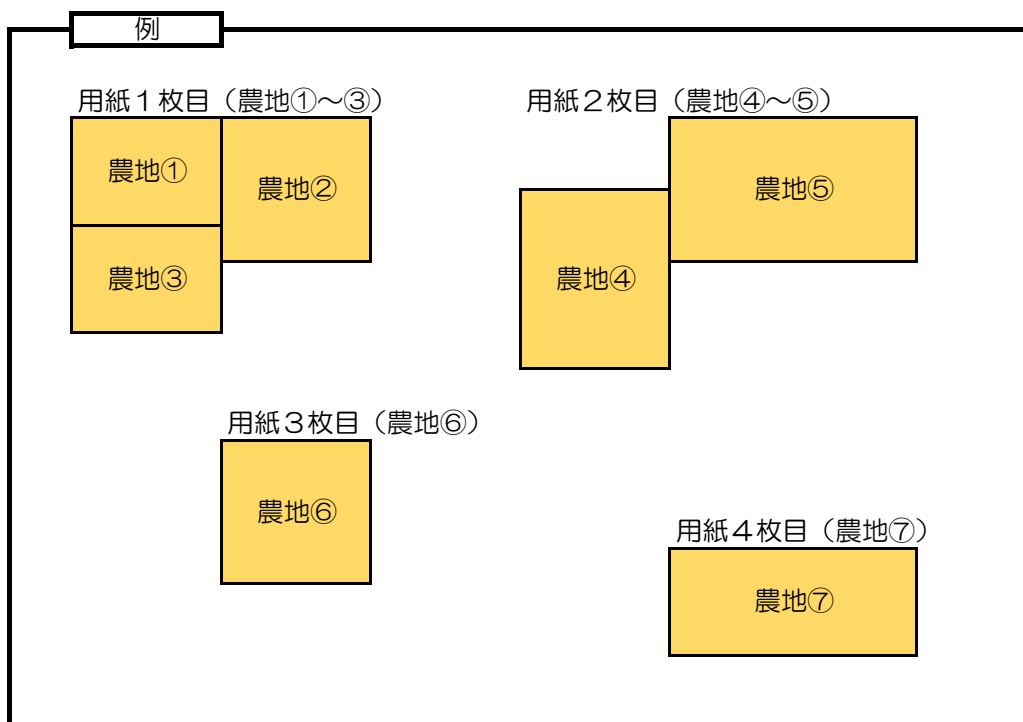 例
用紙１枚目（農地①～③）
農地①
農地②
農地③
用紙２枚目（農地④～⑤）
農地⑤
農地④
用紙３枚目（農地⑥）
農地⑥
用紙４枚目（農地⑦）
農地⑦